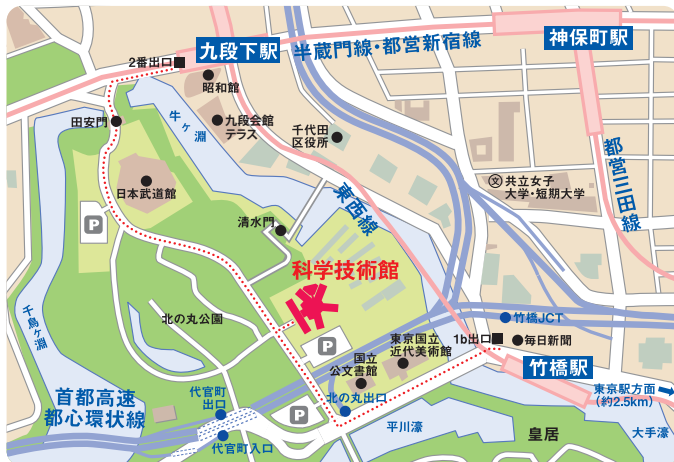 九段下駅
半蔵門線・都営新宿線
神保町駅
2番出口
昭和館
牛ヶ淵
九段会館
テラス
田安門
千代田
区役所
都営三田線
文
共立女子
大学・短期大学
日本武道館
東西線
清水門
P
科学技術館
千鳥ヶ淵
北の丸公園
竹橋JCT
P
東京国立
近代美術館
1b出口
毎日新聞
国立
公文書館
竹橋駅
首都高速
都心環状線
代官町
出口
北の丸出口
東京駅方面
(約2.5km)
P
代官町入口
平川濠
皇居
大手濠